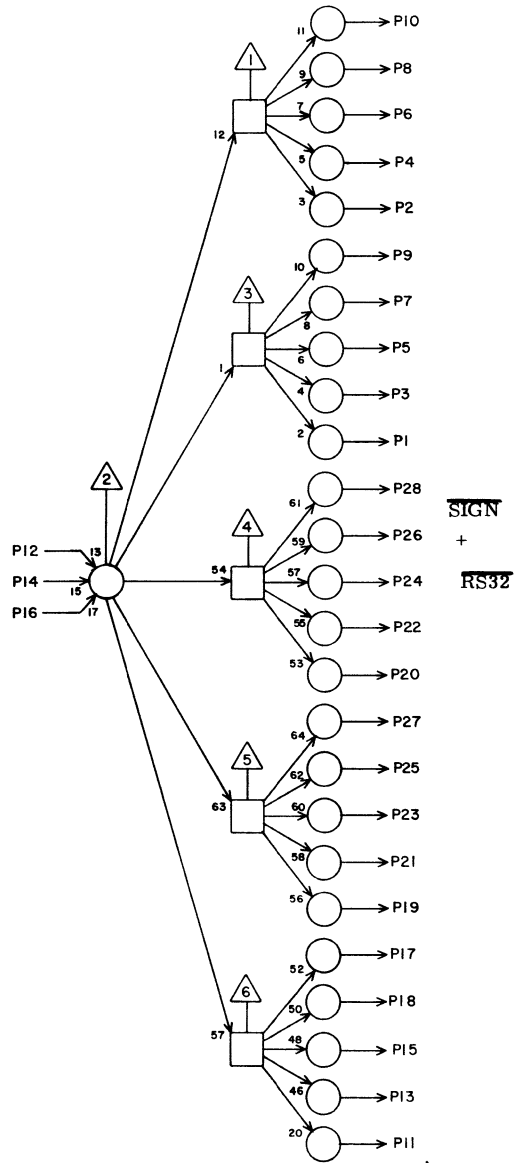 11 P10
1
9 P8
7 P6
12
5 P4
3 P2
10 P9
3
8 P7
6 P5
1
4 P3
2 P1
61 P28
SIGN
2
4
59 P26
+
P12 13
54 57 P24
P14 15
RS32
P16 17
55 P22
53 P20
64 P27
5
62 P25
63 60 P23
58 P21
56 P19
52 P17
6
50 P18
57 48 P15
46 P13
20 P11